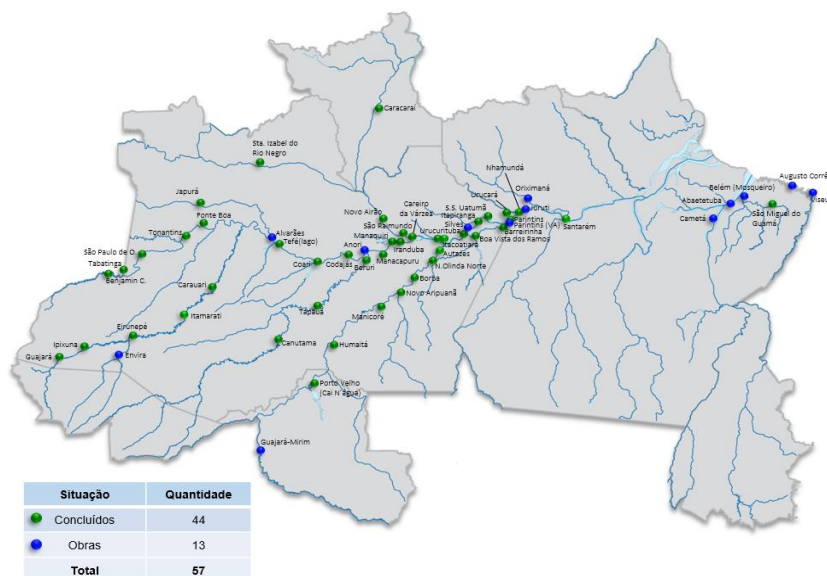 Caracaraí
Sta. Izabel do
Rio Negro
Nhamundá
Oriximaná
Augusto Corrêa
Japurá
Urucará
Belém (Mosqueiro)
Abaetetuba
Viseu
Careiro
da Várzea
S.S. Uatumã
Itapiranga
Juruti
Fonte Boa
Novo Airão
Silves
Parintins
Cametá
São Miguel do
Guamá
Alvarães
São Raimundo
Urucurituba
Parintins (VA)
Santarém
Tonantins
Tefé(lago)
Anori
Manaquiri
Itacoatiara
Barreirinha
Iranduba
Boa Vista dos Ramos
São Paulo de O.
Autazes
Tabatinga
Coari
Codajás
Beruri
Manacapuru
N.Olinda Norte
Benjamin C.
Borba
Carauari
Novo Aripuanã
Tapauá
Manicoré
Itamarati
Eirunepé
Ipixuna
Canutama
Humaitá
Guajará
Envira
Porto Velho
(Cai N´água)
Guajará-Mirim
Situação Quantidade
Concluídos 44
Obras 13
Total 57